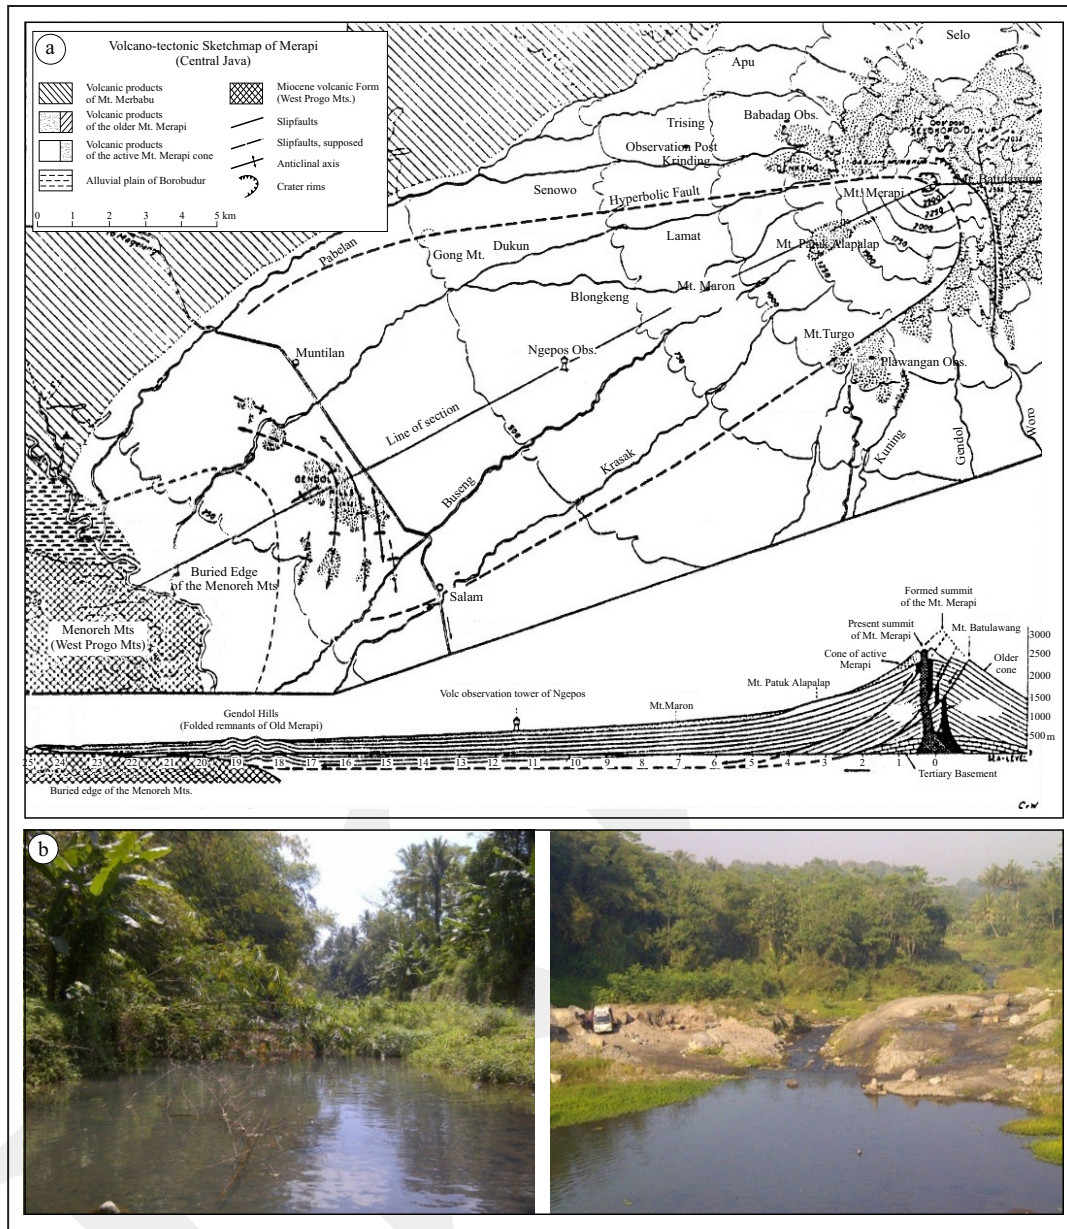 a
Volcano-tectonic Sketchmap of Merapi
(Central Java)
Volcanic products
of Mt. Merbabu
Volcanic products
of the older Mt. Merapi
Volcanic products
of the active Mt. Merapi cone
Alluvial plain of Borobudur
Miocene volcanic Form
(West Progo Mts.)
Slipfaults
Slipfaults, supposed
Anticlinal axis
Crater rims
0 1 2 3 4 5 km
Selo
Apu
Babadan Obs.
Trising
Observation Post
Krinding
Senowo
Hyperbolic Fault
Mt. Merapi
Mt. Batulawang
Pabelan
Dukun
Gong Mt.
Lamat
Mt. Patuk Alapalap
2000
Blongkeng
Mt. Maron
Mt.Turgo
Muntilan
Ngepos Obs.
Plawangan Obs.
750
Line of section
500
Woro
Gendol
Kuning
Krasak
GENDOL
Buseng
250
Buried Edge
of the Menoreh Mts
Salam
Menoreh Mts
(West Progo Mts)
Formed summit
of the Mt. Merapi
Present summit
of Mt. Merapi
Mt. Batulawang
Cone of active
Merapi
Older
cone
3000
2500
2000
1500
1000
500 m
Mt. Patuk Alapalap
Volc observation tower of Ngepos
Mt.Maron
Gendol Hills
(Folded remnants of Old Merapi)
25 24 23 22 21 20 19 18 17 16 15 14 13 12 11 10 9 8 7 6 5 4 3 2 1 0
SEA-LEVEL
Tertiary Basement
Buried edge of the Menoreh Mts.
b